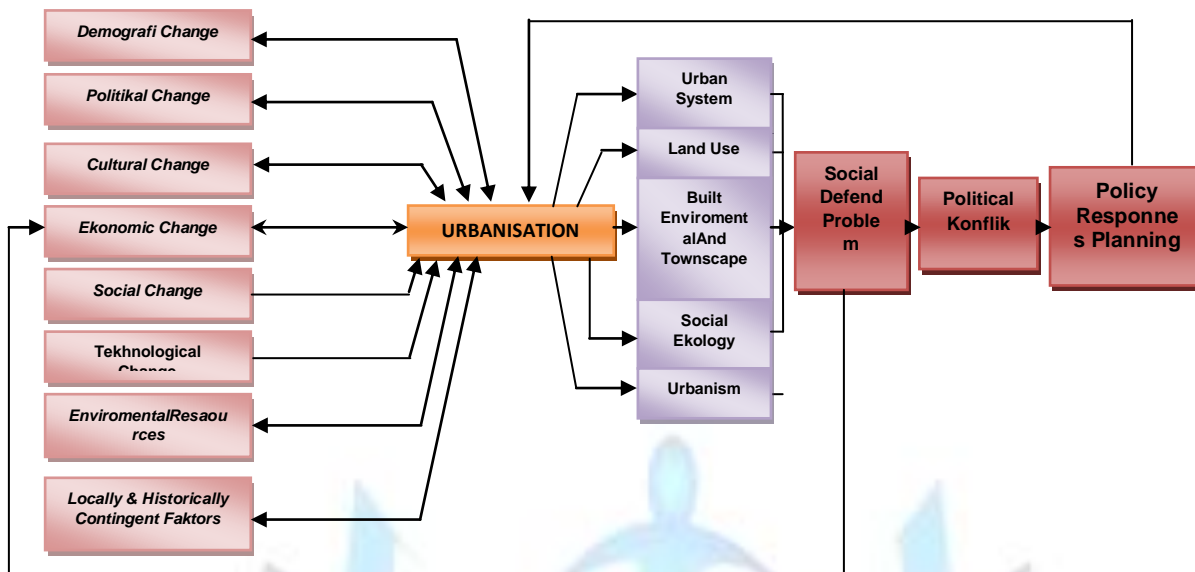 Demografi Change
Politikal Change
Cultural Change
Ekonomic Change
Social Change
Tekhnological
Change
EnviromentalResaou
rces
Locally & Historically
Contingent Faktors
URBANISATION
Urban
System
Land Use
Built
Enviroment
alAnd
Townscape
Social
Ekology
Urbanism
Social
Defend
Proble
m
Political
Konflik
Policy
Responne
s Planning